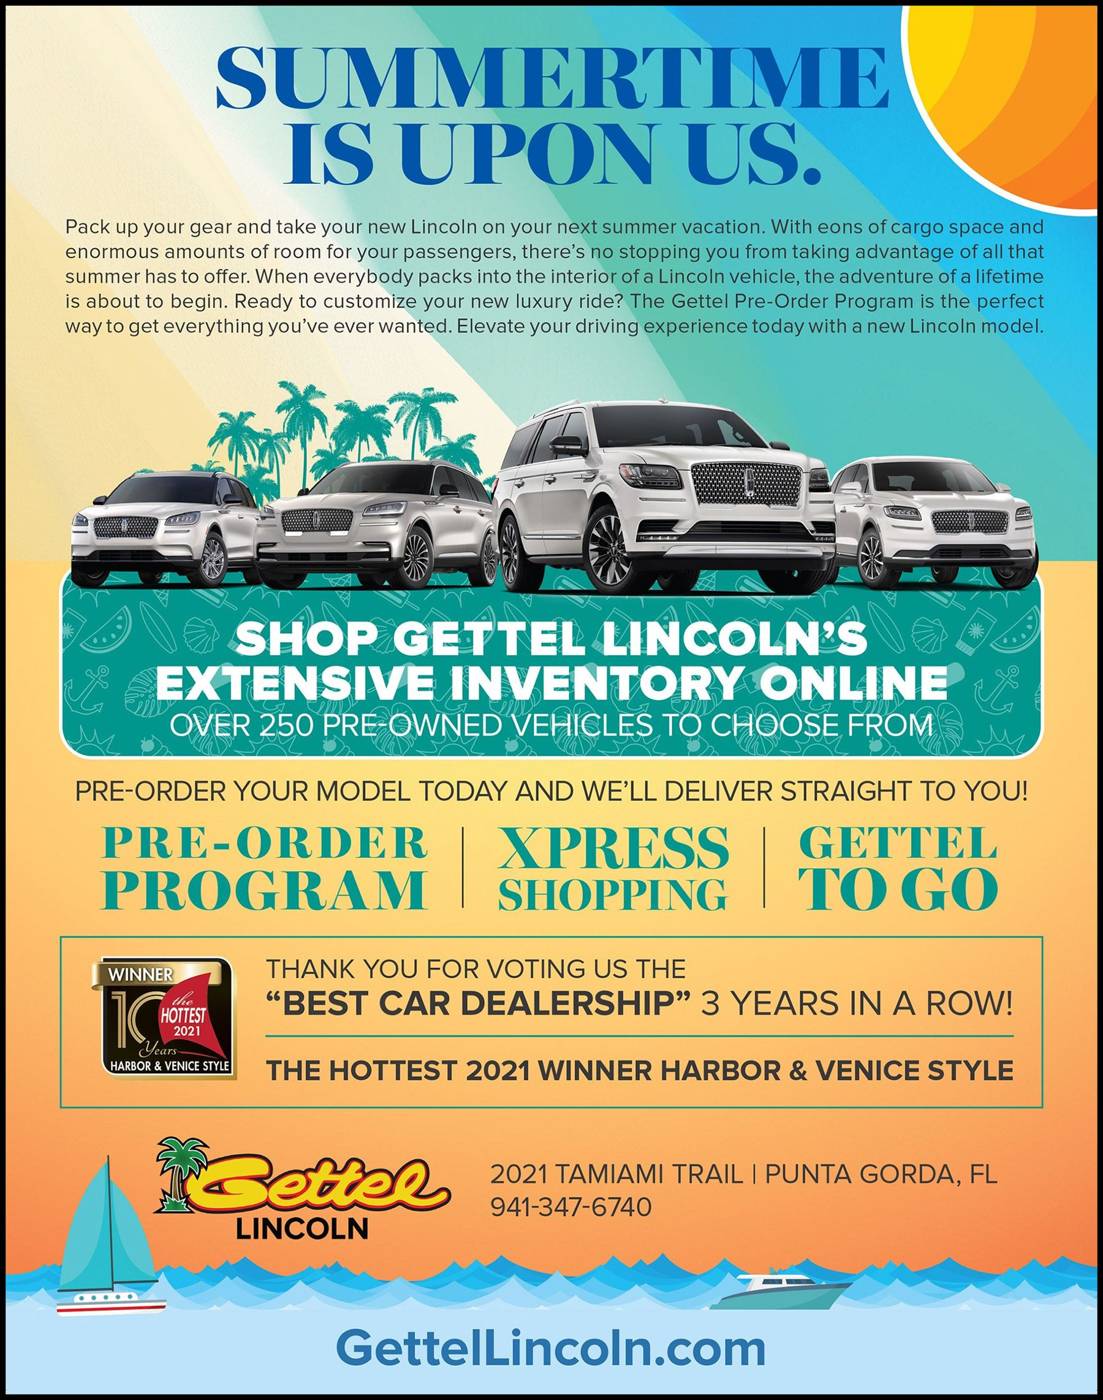 SUMMERTIME
IS UPON US.
Pack up your gear and take your new Lincoln on your next summer vacation. With eons of cargo space and
enormous amounts of room for your passengers, there's no stopping you from taking advantage of all that
summer has to offer. When everybody packs into the interior of a Lincoln vehicle, the adventure of a lifetime
is about to begin. Ready to customize your new luxury ride? The Gettel Pre-Order Program is the perfect
way to get everything you've ever wanted. Elevate your driving experience today with a new Lincoln model.
SHOP GETTEL LINCOLN'S
EXTENSIVE INVENTORY ONLINE
OVER 250 PRE-OWNED VEHICLES TO CHOOSE FROM
PRE-ORDER YOUR MODEL TODAY AND WE'LL DELIVER STRAIGHT TO YOU!
PRE-ORDER
PROGRAM
XPRESS
SHOPPING
GETTEL
TO GO
WINNER
10
Years
the
HOTTEST
2021
HARBOR & VENICE STYLE
THANK YOU FOR VOTING US THE
"BEST CAR DEALERSHIP" 3 YEARS IN A ROW!
THE HOTTEST 2021 WINNER HARBOR & VENICE STYLE
Gettel
LINCOLN
2021 TAMIAMI TRAIL | PUNTA GORDA, FL
941-347-6740
GettelLincoln.com